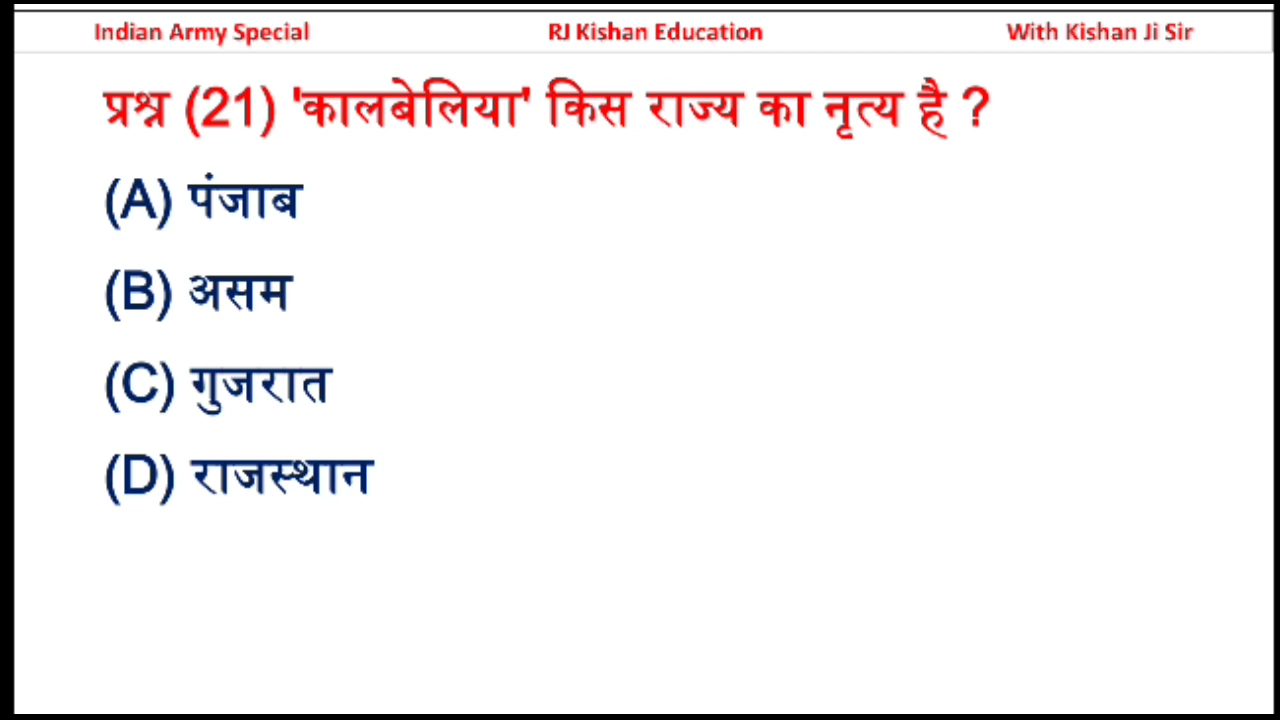 Indian Army Special RJ Kishan Education With Kishan Ji Sir
प्रश्न (21) 'कालबेलिया' किस राज्य का नृत्य है ?
(A) पंजाब
(B) असम
(C) गुजरात
(D) राजस्थान